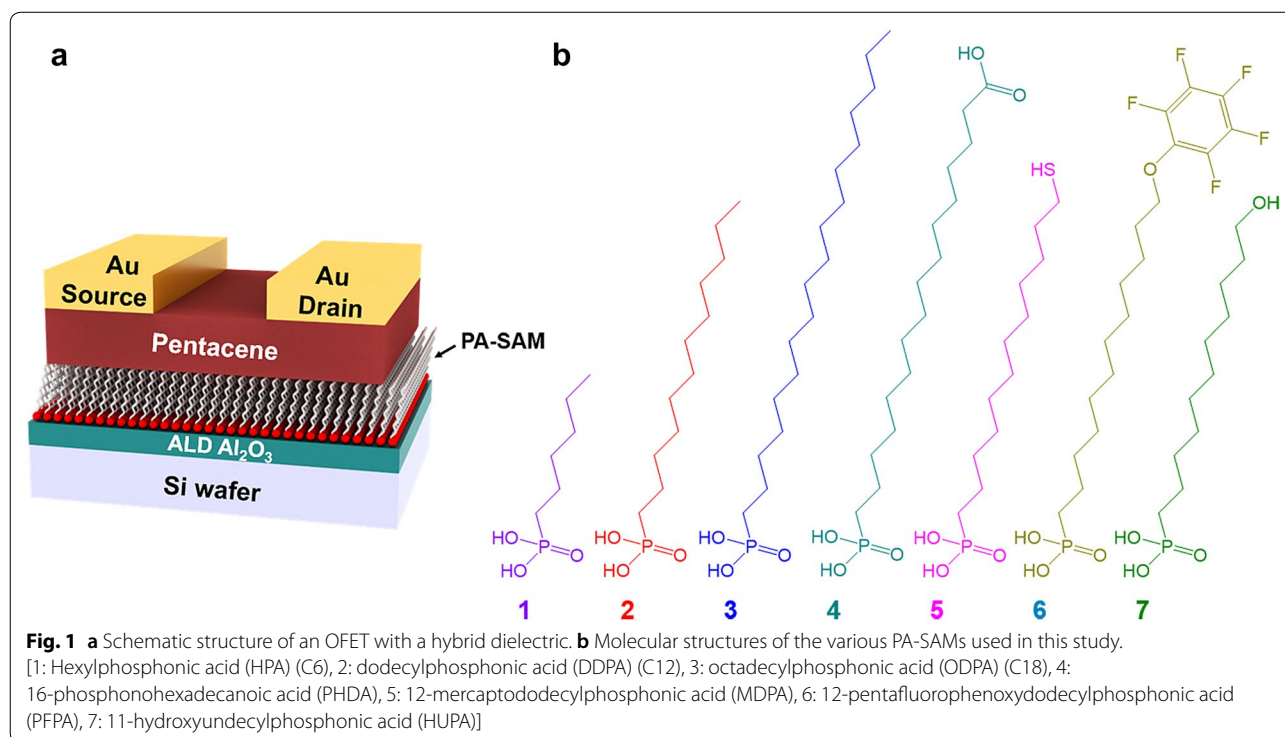 a
b
Au
Source
Au
Drain
Pentacene
PA-SAM
ALD Al₂O₃
Si wafer
HO
O
HS
F
F
F
F
F
O
OH
HO
P
O
HO
HO
P
O
HO
HO
P
O
HO
HO
P
O
HO
HO
P
O
HO
HO
P
O
HO
HO
P
O
HO
1
2
3
4
5
6
7
Fig. 1 a Schematic structure of an OFET with a hybrid dielectric. b Molecular structures of the various PA-SAMs used in this study.
[1: Hexylphosphonic acid (HPA) (C6), 2: dodecylphosphonic acid (DDPA) (C12), 3: octadecylphosphonic acid (ODPA) (C18), 4:
16-phosphonohexadecanoic acid (PHDA), 5: 12-mercaptododecylphosphonic acid (MDPA), 6: 12-pentafluorophenoxydodecylphosphonic acid
(PFPA), 7: 11-hydroxyundecylphosphonic acid (HUPA)]